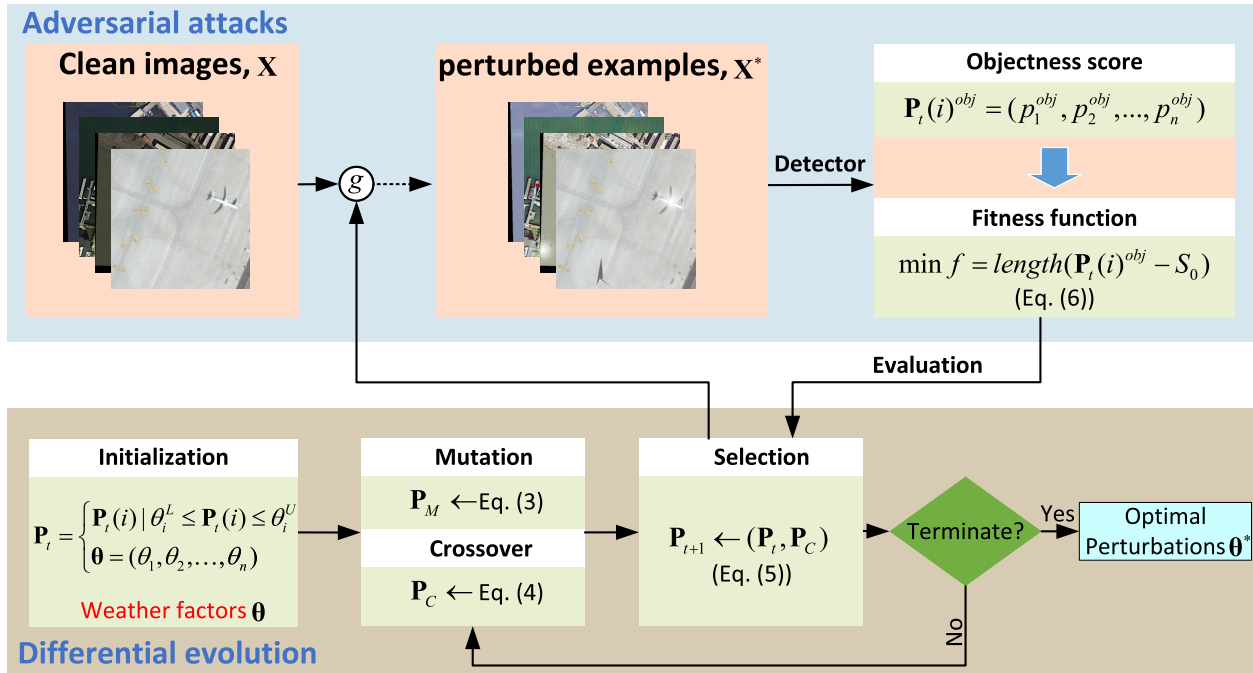 Adversarial attacks
Clean images, X
perturbed examples, X*
Objectness score
P_t(i)^{obj} = (p_1^{obj}, p_2^{obj},..., p_n^{obj})
g
Detector
Fitness function
min f = length(P_t(i)^{obj} − S_0)
(Eq. (6))
Evaluation
Initialization
P_t = { P_t(i) | θ_i^L ≤ P_t(i) ≤ θ_i^U
θ = (θ_1, θ_2, ..., θ_n)
Weather factors θ
Mutation
P_M ← Eq. (3)
Crossover
P_C ← Eq. (4)
Selection
P_{t+1} ← (P_t, P_C)
(Eq. (5))
Terminate?
Yes
No
Optimal
Perturbations θ*
Differential evolution